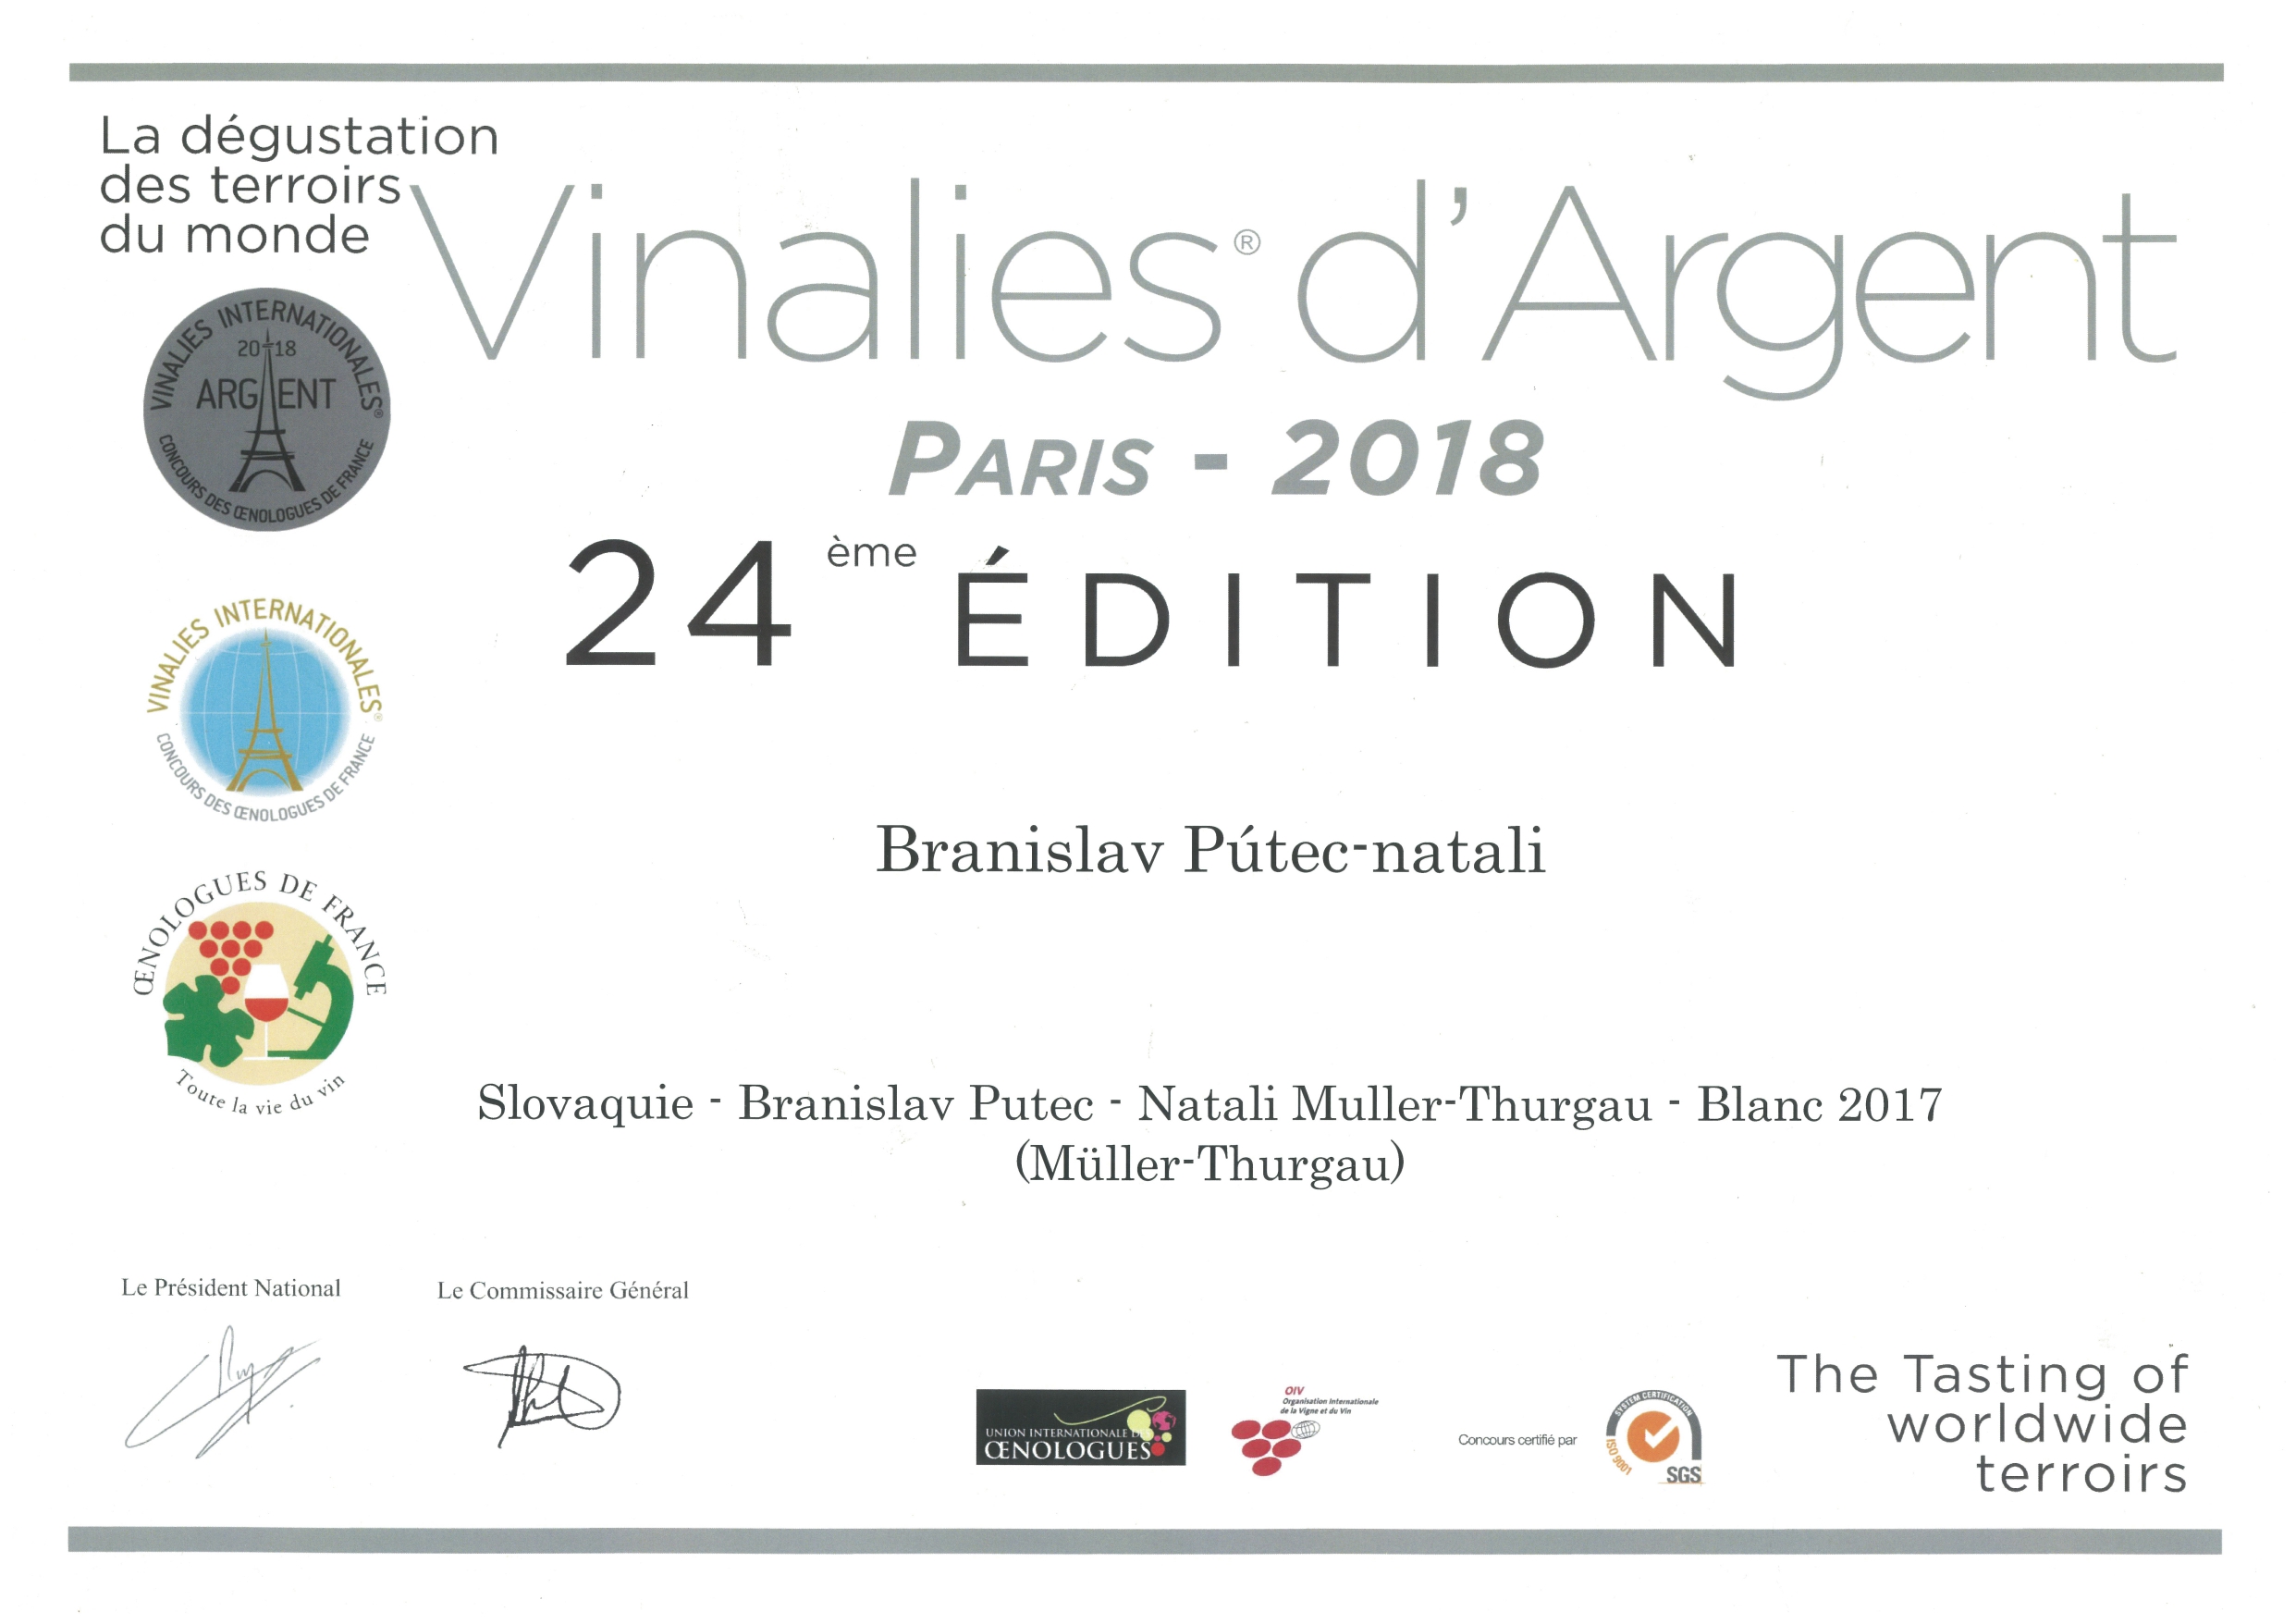 La dégustation
des terroirs
du monde
Vinalies® d'Argent
PARIS - 2018
24ème ÉDITION
VINALIES INTERNATIONALES®
2018
ARGENT
CONCOURS DES ŒNOLOGUES DE FRANCE
VINALIES INTERNATIONALES®
CONCOURS DES ŒNOLOGUES DE FRANCE
ŒNOLOGUES DE FRANCE
Toute la vie du vin
Branislav Pútec-natali
Slovaquie - Branislav Putec - Natali Muller-Thurgau - Blanc 2017
(Müller-Thurgau)
Le Président National
Le Commissaire Général
UNION INTERNATIONALE DES
ŒNOLOGUES
OIV
Organisation Internationale
de la Vigne et du Vin
Concours certifié par
SYSTEM CERTIFICATION
ISO 9001
SGS
The Tasting of
worldwide
terroirs